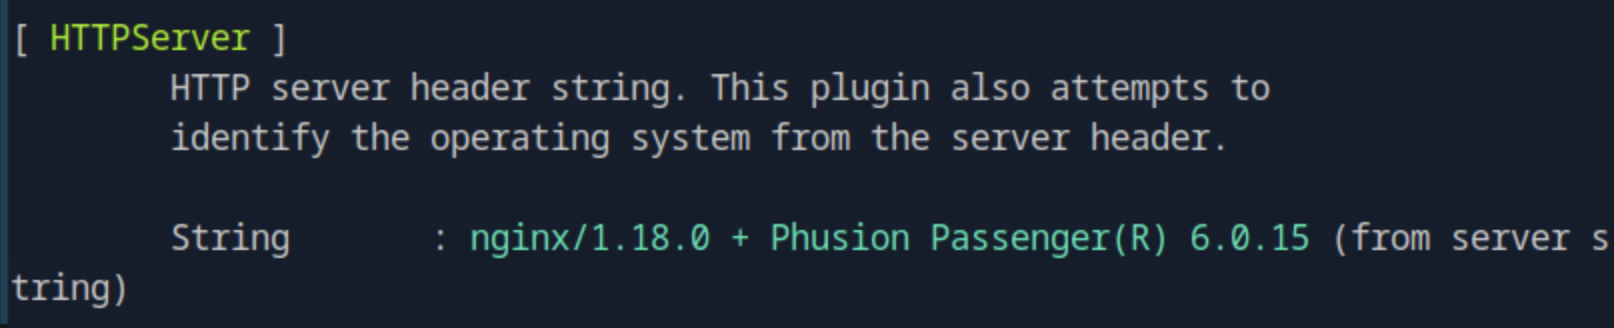 [ HTTPServer ]
HTTP server header string. This plugin also attempts to
identify the operating system from the server header.
String : nginx/1.18.0 + Phusion Passenger(R) 6.0.15 (from server s
tring)